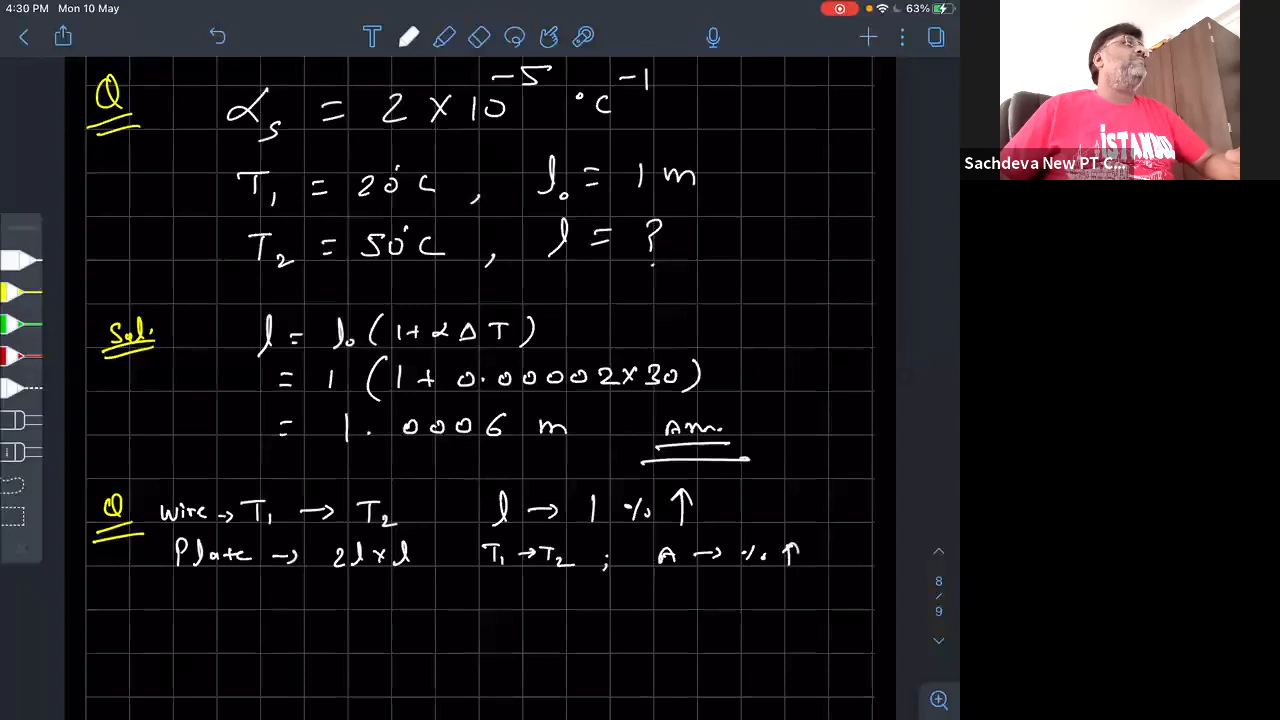 4:30 PM Mon 10 May
63%
Q
αs = 2 × 10⁻⁵ °C⁻¹
T₁ = 20°C , l₀ = 1 m
T₂ = 50°C , l = ?
Sol.
l = l₀ (1 + α Δ T)
= 1 (1 + 0.00002 × 30)
= 1.0006 m Ans.
Q wire → T₁ → T₂ l → 1 % ↑
Plate → 2l × l T₁ → T₂ ; A → % ↑
8
/
9
İSTANBUL
Sachdeva New PT C...